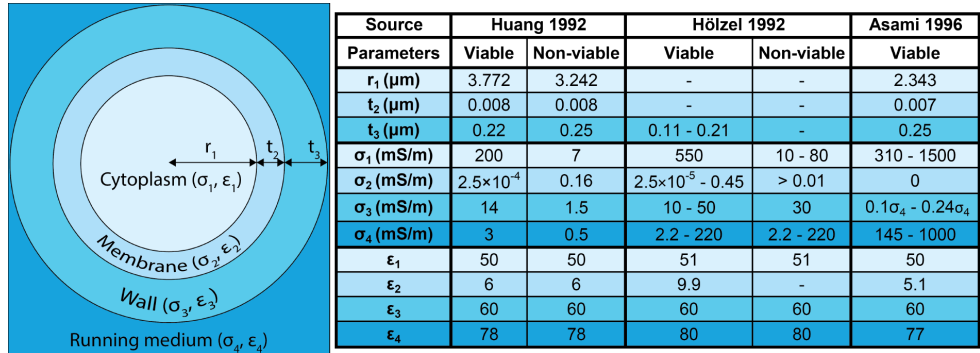 r₁ t₂ t₃
Cytoplasm (σ₁, ε₁)
Membrane (σ₂, ε₂)
Wall (σ₃, ε₃)
Running medium (σ₄, ε₄)
Source Huang 1992 Hölzel 1992 Asami 1996
Parameters Viable Non-viable Viable Non-viable Viable
r₁ (µm) 3.772 3.242 - - 2.343
t₂ (µm) 0.008 0.008 - - 0.007
t₃ (µm) 0.22 0.25 0.11 - 0.21 - 0.25
σ₁ (mS/m) 200 7 550 10 - 80 310 - 1500
σ₂ (mS/m) 2.5×10⁻⁴ 0.16 2.5×10⁻⁵ - 0.45 > 0.01 0
σ₃ (mS/m) 14 1.5 10 - 50 30 0.1σ₄ - 0.24σ₄
σ₄ (mS/m) 3 0.5 2.2 - 220 2.2 - 220 145 - 1000
ε₁ 50 50 51 51 50
ε₂ 6 6 9.9 - 5.1
ε₃ 60 60 60 60 60
ε₄ 78 78 80 80 77